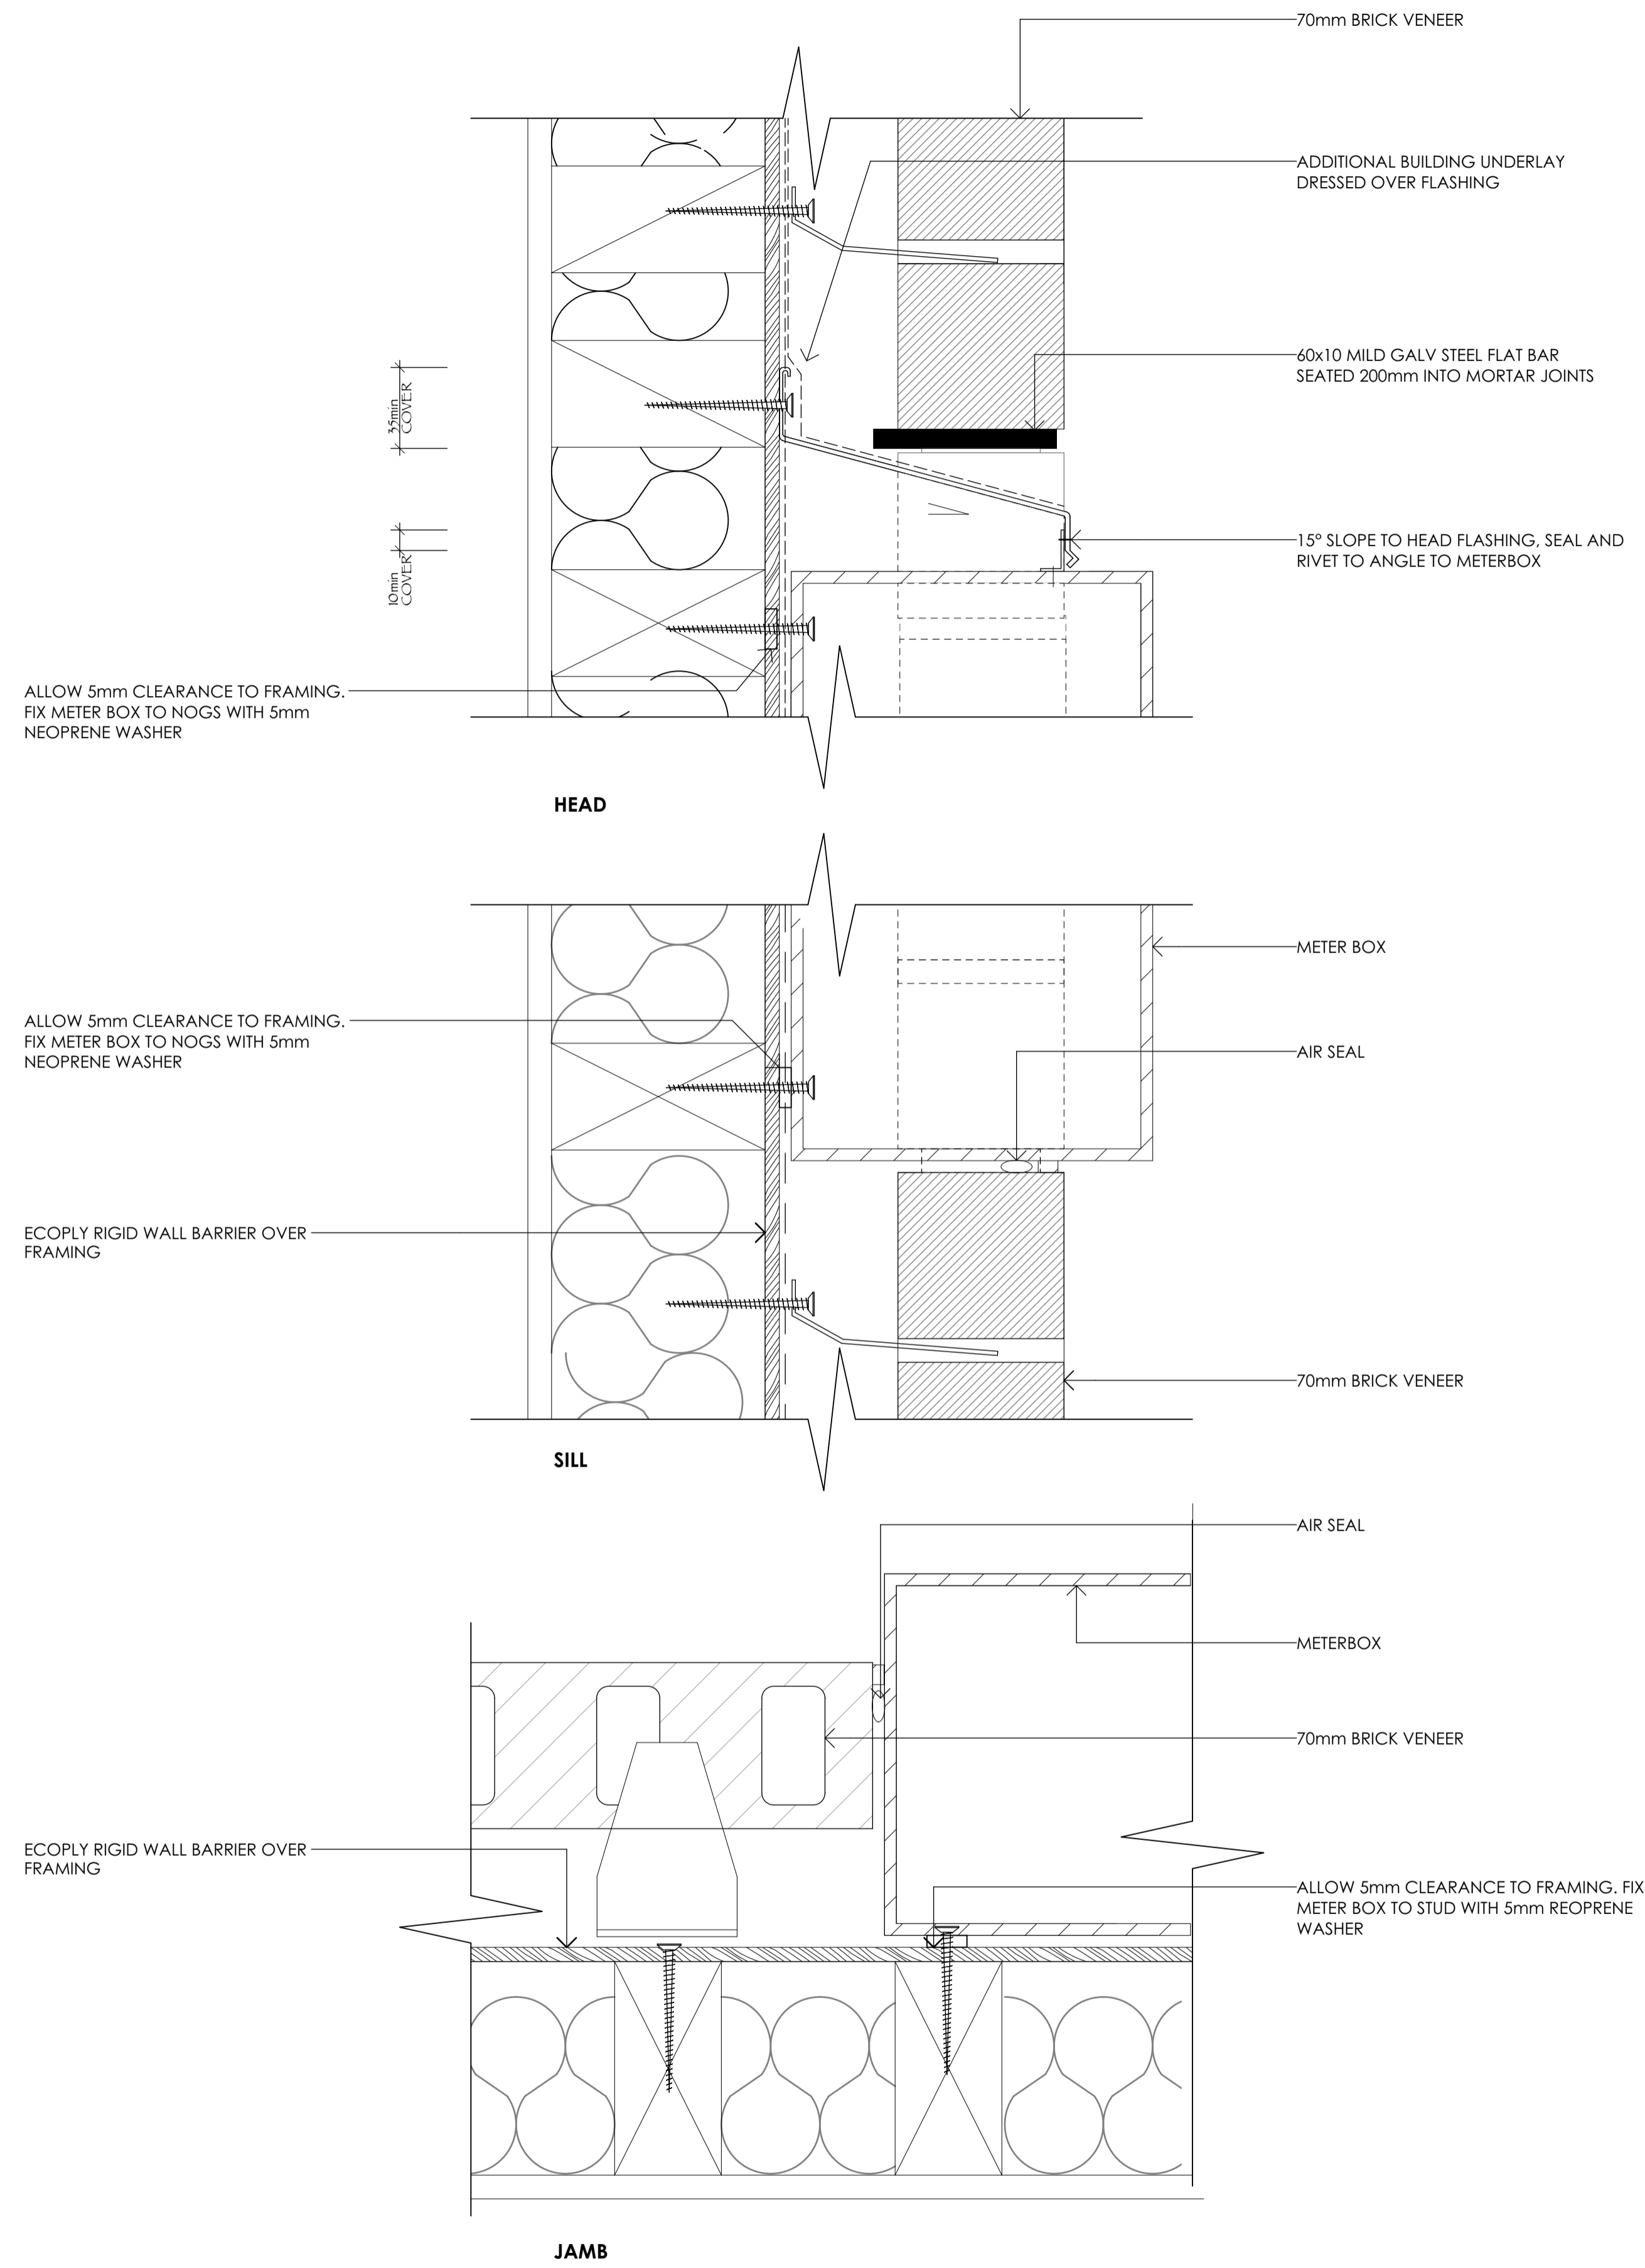 70mm BRICK VENEER
ADDITIONAL BUILDING UNDERLAY
DRESSED OVER FLASHING
60x10 MILD GALV STEEL FLAT BAR
SEATED 200mm INTO MORTAR JOINTS
35min
COVER
15° SLOPE TO HEAD FLASHING, SEAL AND
RIVET TO ANGLE TO METERBOX
10min
COVER
ALLOW 5mm CLEARANCE TO FRAMING.
FIX METER BOX TO NOGS WITH 5mm
NEOPRENE WASHER
HEAD
METER BOX
ALLOW 5mm CLEARANCE TO FRAMING.
FIX METER BOX TO NOGS WITH 5mm
NEOPRENE WASHER
AIR SEAL
ECOPLY RIGID WALL BARRIER OVER
FRAMING
70mm BRICK VENEER
SILL
AIR SEAL
METERBOX
70mm BRICK VENEER
ECOPLY RIGID WALL BARRIER OVER
FRAMING
ALLOW 5mm CLEARANCE TO FRAMING. FIX
METER BOX TO STUD WITH 5mm REOPRENE
WASHER
JAMB